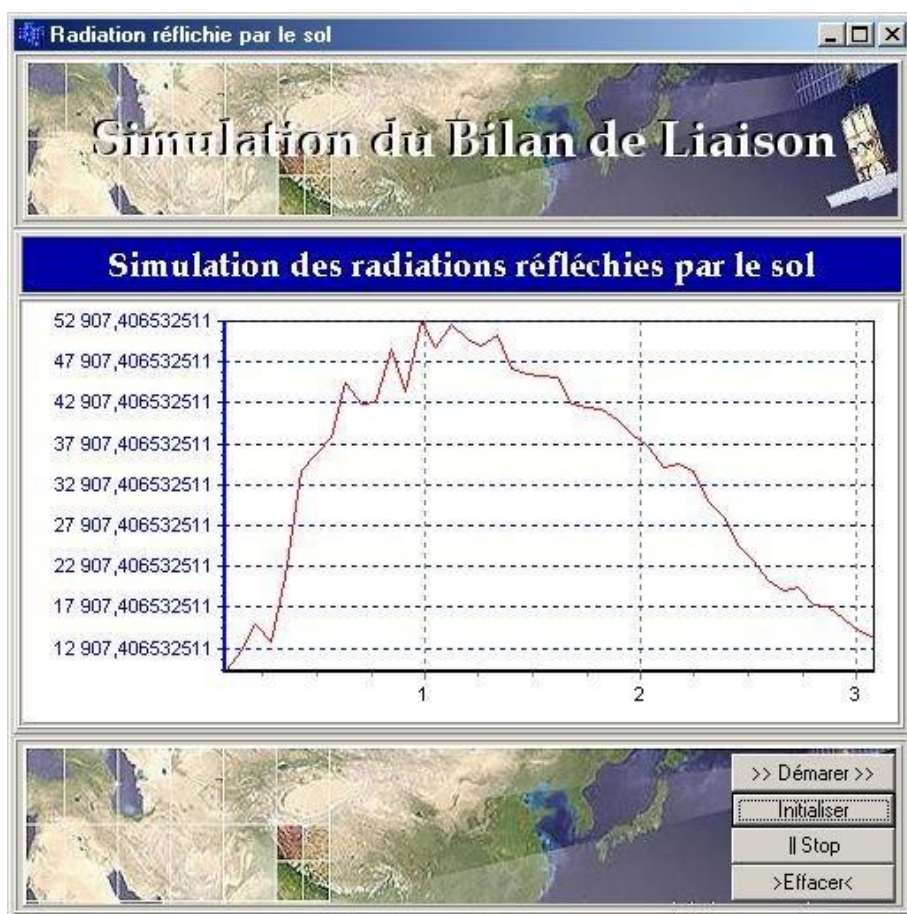 Radiation réflichie par le sol
Simulation du Bilan de Liaison
Simulation des radiations réfléchies par le sol
52 907,406532511
47 907,406532511
42 907,406532511
37 907,406532511
32 907,406532511
27 907,406532511
22 907,406532511
17 907,406532511
12 907,406532511
1 2 3
>> Démarer >>
Initialiser
|| Stop
>Effacer<